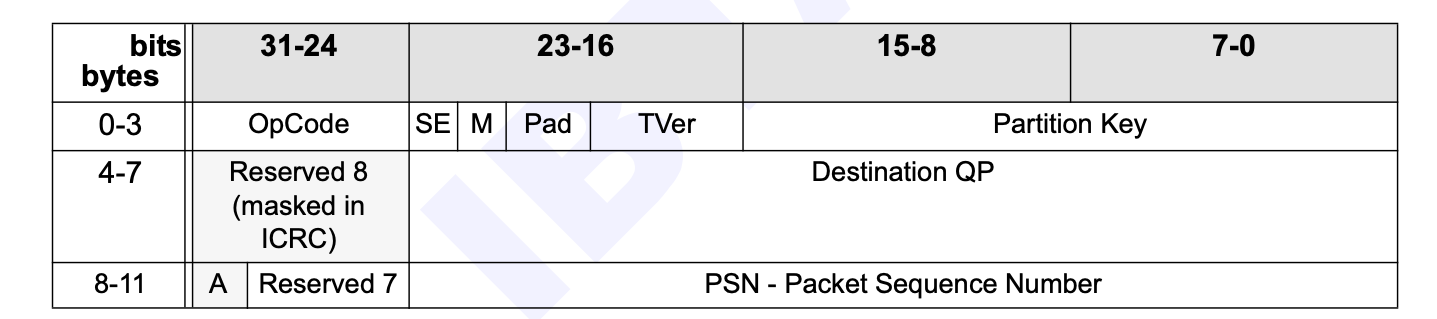 bits 31-24 23-16 15-8 7-0
bytes
0-3 OpCode SE M Pad TVer Partition Key
4-7 Reserved 8 Destination QP
(masked in
ICRC)
8-11 A Reserved 7 PSN - Packet Sequence Number